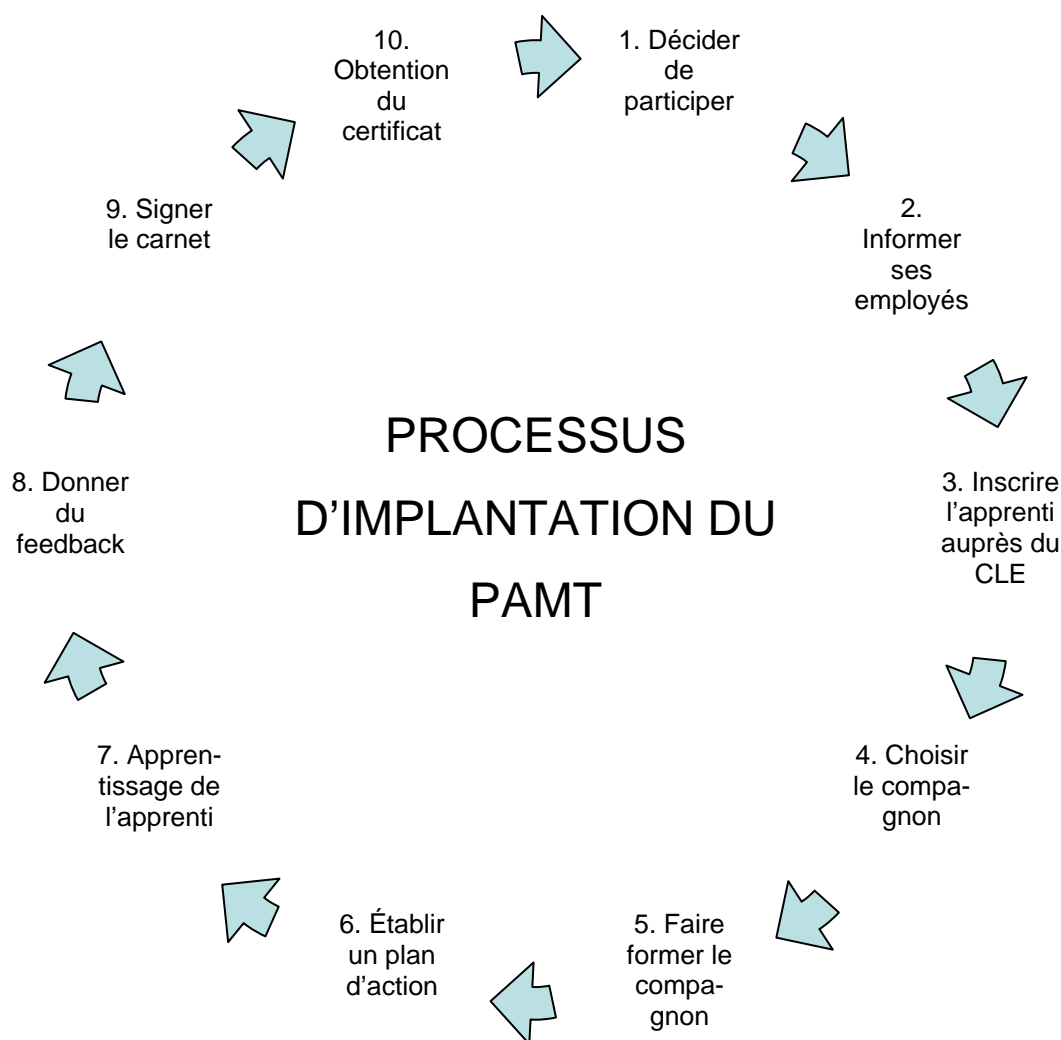 1. Décider
de
participer
2.
Informer
ses
employés
3. Inscrire
l’apprenti
auprès du
CLE
4. Choisir
le compa-
gnon
5. Faire
former le
compa-
gnon
6. Établir
un plan
d’action
7. Appren-
tissage de
l’apprenti
8. Donner
du
feedback
9. Signer
le carnet
10.
Obtention
du
certificat
PROCESSUS
D’IMPLANTATION DU
PAMT